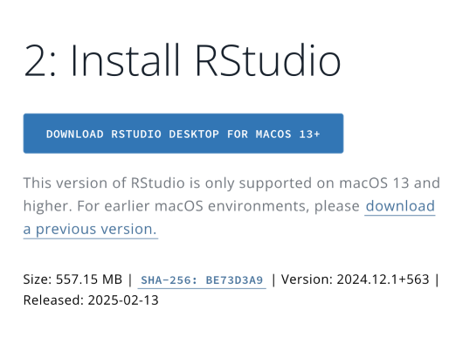 2: Install RStudio
DOWNLOAD RSTUDIO DESKTOP FOR MACOS 13+
This version of RStudio is only supported on macOS 13 and
higher. For earlier macOS environments, please download
a previous version.
Size: 557.15 MB | SHA-256: BE73D3A9 | Version: 2024.12.1+563 |
Released: 2025-02-13